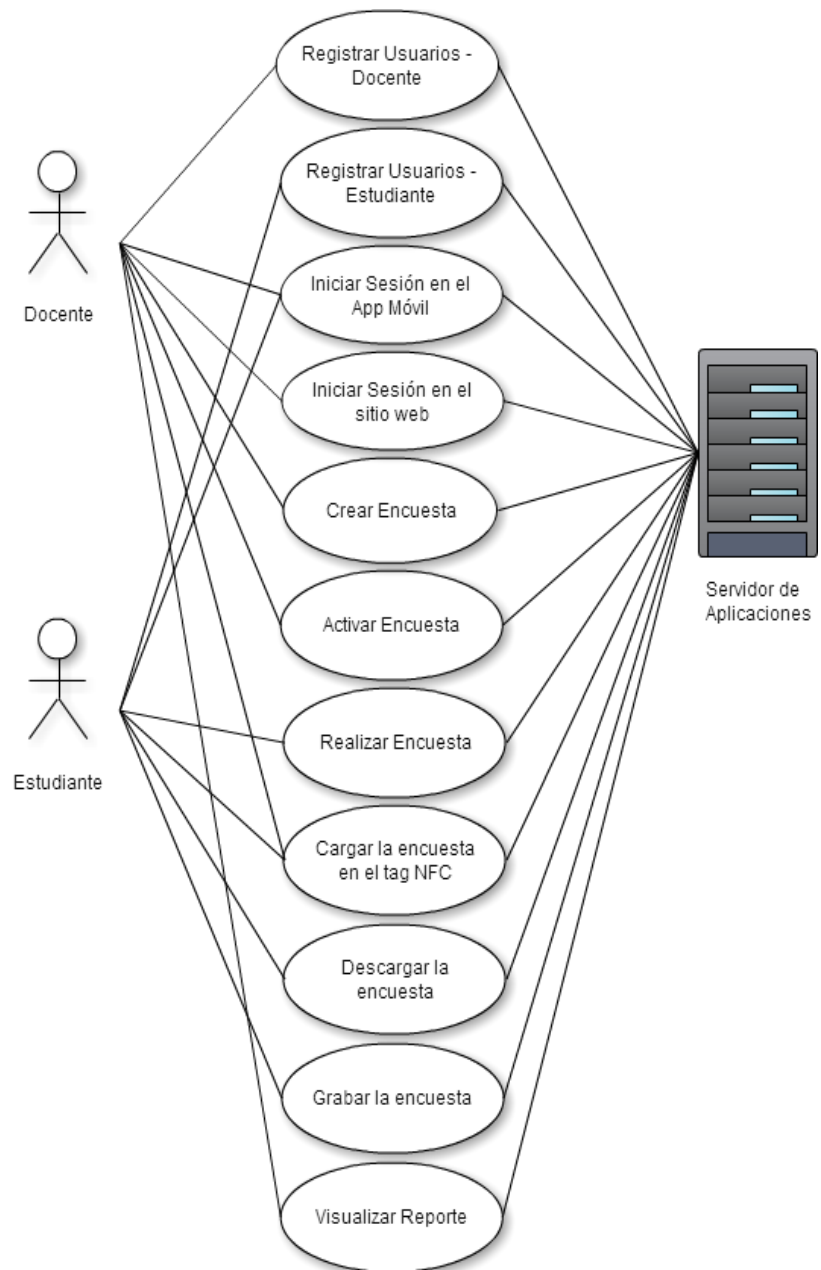 Registrar Usuarios -
Docente
Registrar Usuarios -
Estudiante
Docente
Iniciar Sesión en el
App Móvil
Iniciar Sesión en el
sitio web
Crear Encuesta
Servidor de
Aplicaciones
Activar Encuesta
Realizar Encuesta
Estudiante
Cargar la encuesta
en el tag NFC
Descargar la
encuesta
Grabar la encuesta
Visualizar Reporte